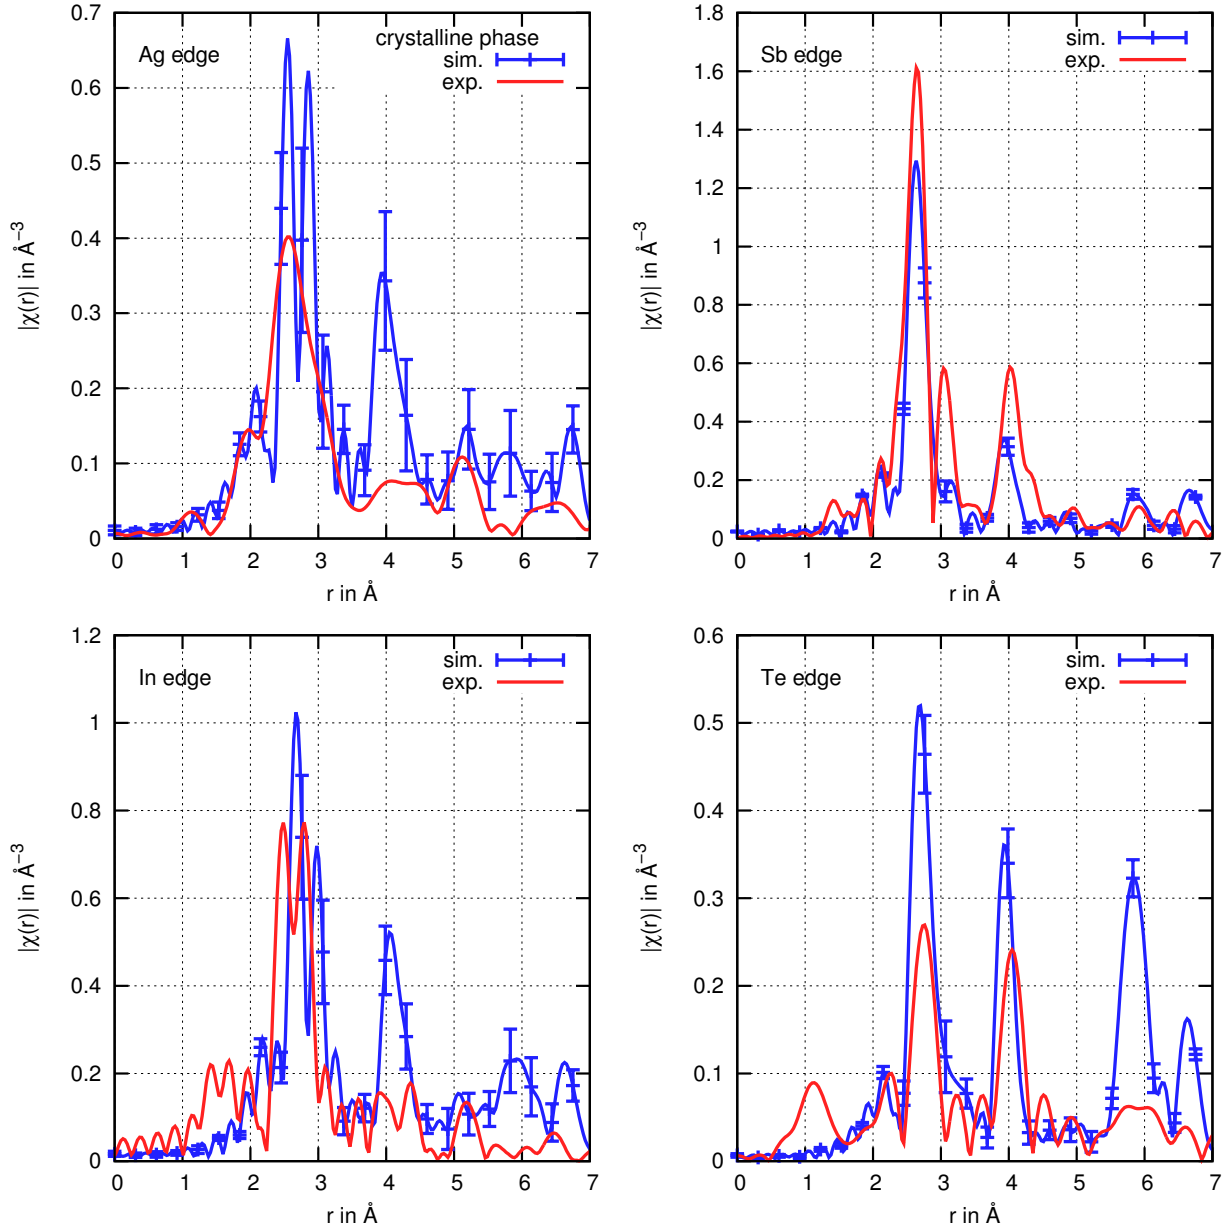 Ag edge
crystalline phase
sim.
exp.
|χ(r)| in Å⁻³
0.7
0.6
0.5
0.4
0.3
0.2
0.1
0
0 1 2 3 4 5 6 7
r in Å
Sb edge
sim.
exp.
|χ(r)| in Å⁻³
1.8
1.6
1.4
1.2
1.0
0.8
0.6
0.4
0.2
0
0 1 2 3 4 5 6 7
r in Å
In edge
sim.
exp.
|χ(r)| in Å⁻³
1.2
1
0.8
0.6
0.4
0.2
0
0 1 2 3 4 5 6 7
r in Å
Te edge
sim.
exp.
|χ(r)| in Å⁻³
0.6
0.5
0.4
0.3
0.2
0.1
0
0 1 2 3 4 5 6 7
r in Å